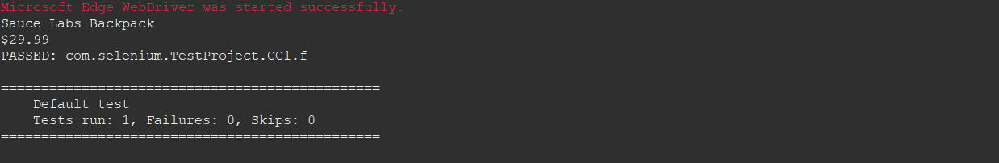 Microsoft Edge WebDriver was started successfully.
Sauce Labs Backpack
$29.99
PASSED: com.selenium.TestProject.CC1.f
===============================================
    Default test
    Tests run: 1, Failures: 0, Skips: 0
===============================================